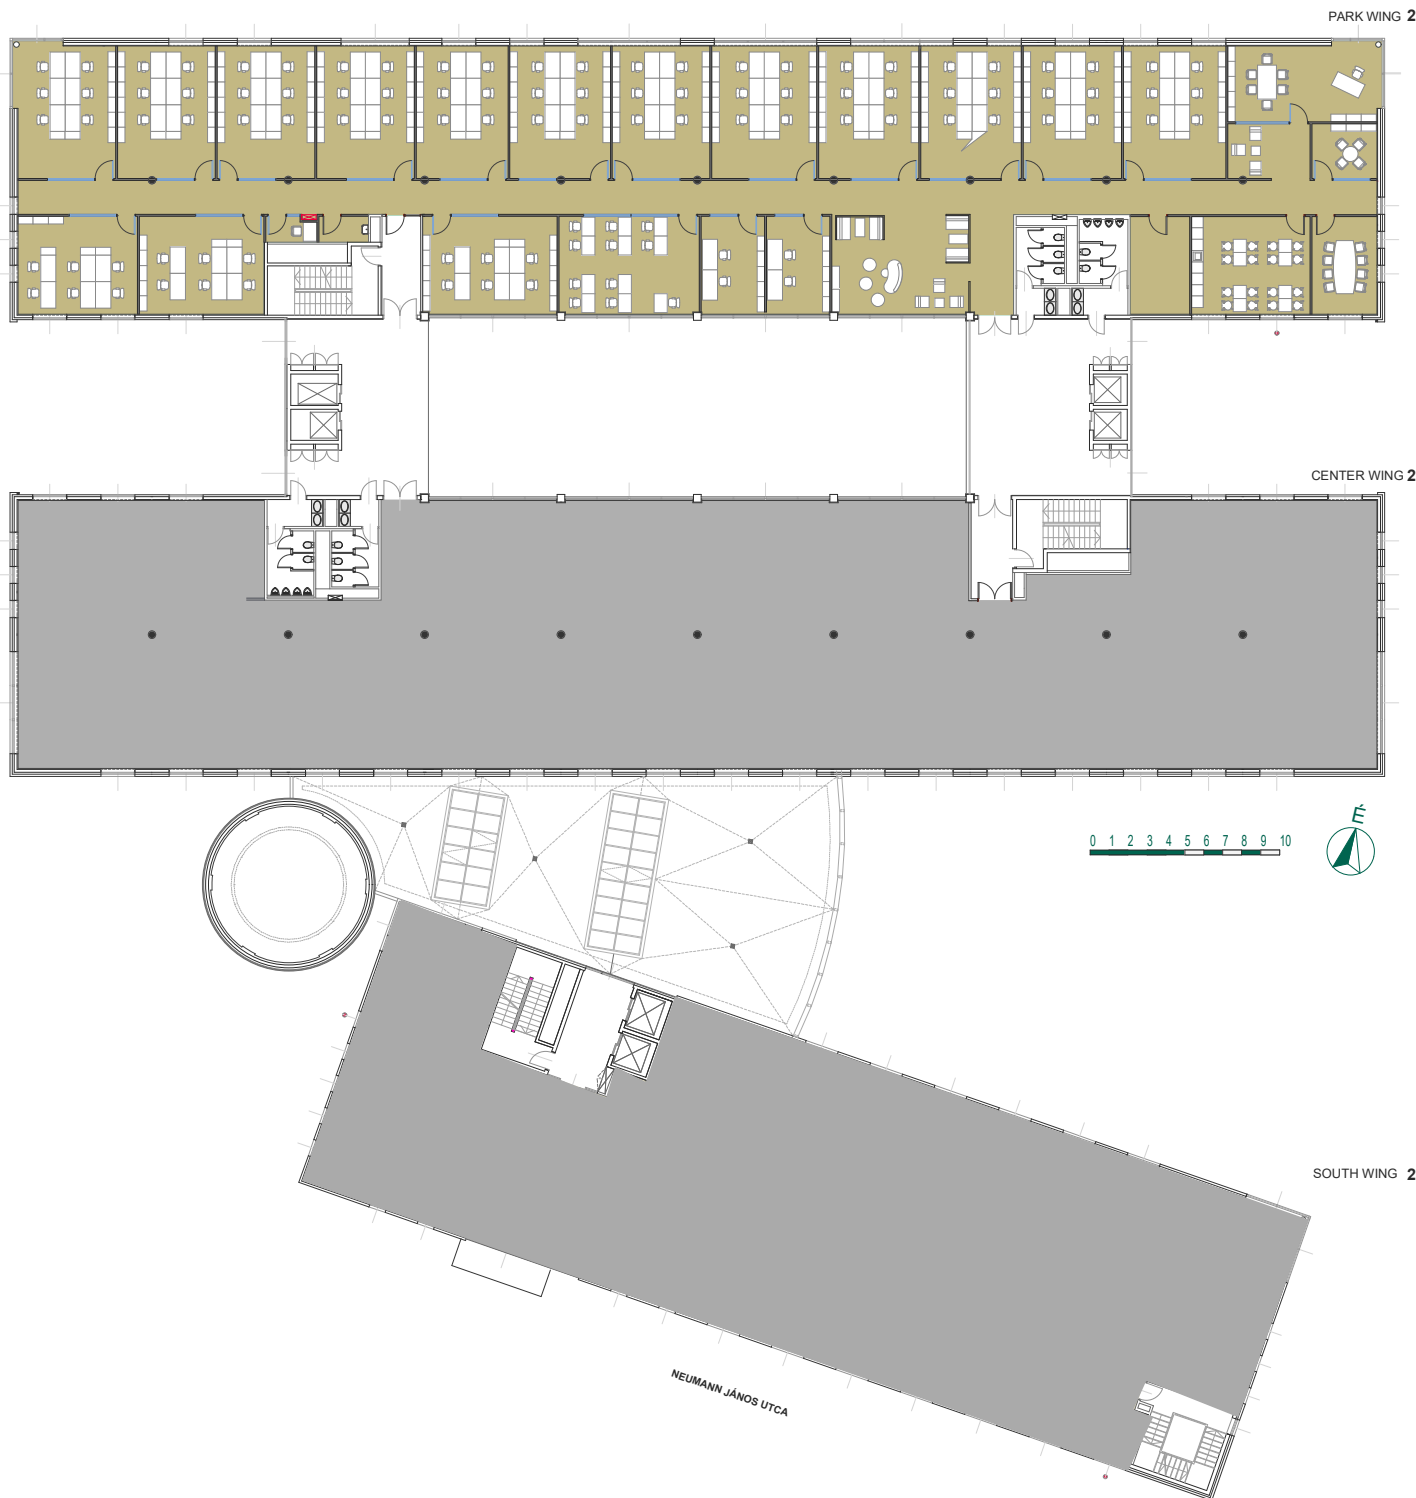 PARK WING 2
CENTER WING 2
É
0 1 2 3 4 5 6 7 8 9 10
SOUTH WING 2
NEUMANN JÁNOS UTCA